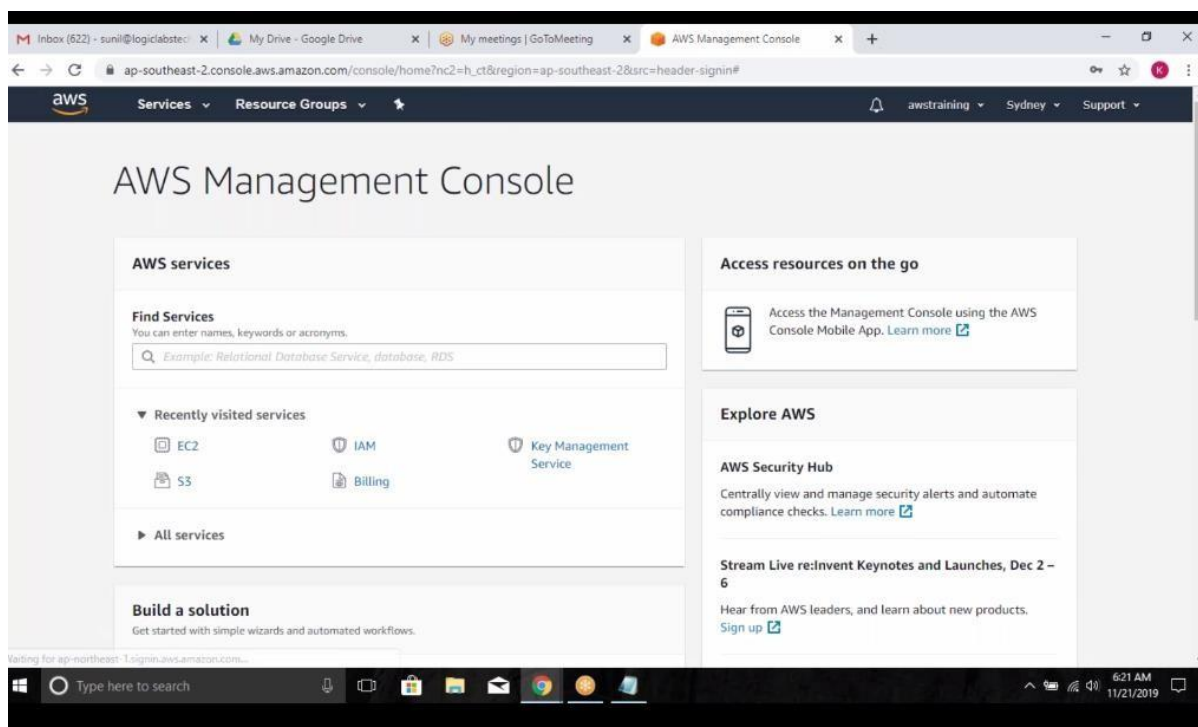 Inbox (622) - sunil@logiclabstec
My Drive - Google Drive
My meetings | GoToMeeting
AWS Management Console
ap-southeast-2.console.aws.amazon.com/console/home?nc2=h_ct&region=ap-southeast-2&src=header-signin#
K
aws
Services
Resource Groups
awstraining
Sydney
Support
AWS Management Console
AWS services
Find Services
You can enter names, keywords or acronyms.
Example: Relational Database Service, database, RDS
Recently visited services
EC2
IAM
Key Management
Service
S3
Billing
All services
Build a solution
Get started with simple wizards and automated workflows.
Access resources on the go
Access the Management Console using the AWS
Console Mobile App. Learn more
Explore AWS
AWS Security Hub
Centrally view and manage security alerts and automate
compliance checks. Learn more
Stream Live re:Invent Keynotes and Launches, Dec 2 –
6
Hear from AWS leaders, and learn about new products.
Sign up
Waiting for ap-northeast-1.signin.aws.amazon.com...
Type here to search
6:21 AM
11/21/2019